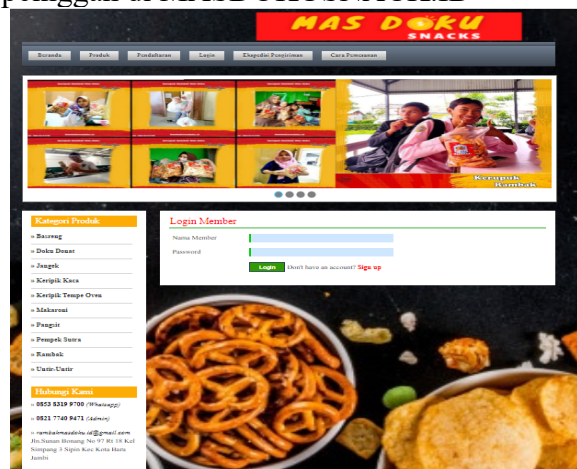 MAS DOKU
SNACKS
Beranda Produk Pendaftaran Login Ekspedisi Pengiriman Cara Pemesanan
Kerupuk
Rambak
Kategori Produk
» Basreng
» Doku Donat
» Jangek
» Keripik Kaca
» Keripik Tempe Oven
» Makaroni
» Pangsit
» Pempek Sutra
» Rambak
» Untir-Untir
Hubungi Kami
» 0853 8319 9700 (Whatsapp)
» 0821 7740 9471 (Admin)
» rambakmasdoku.id@gmail.com
Jln.Sunan Bonang No 97 Rt 18 Kel
Simpang 3 Sipin Kec Kota Baru
Jambi
Login Member
Nama Member
Password
Login Don't have an account? Sign up